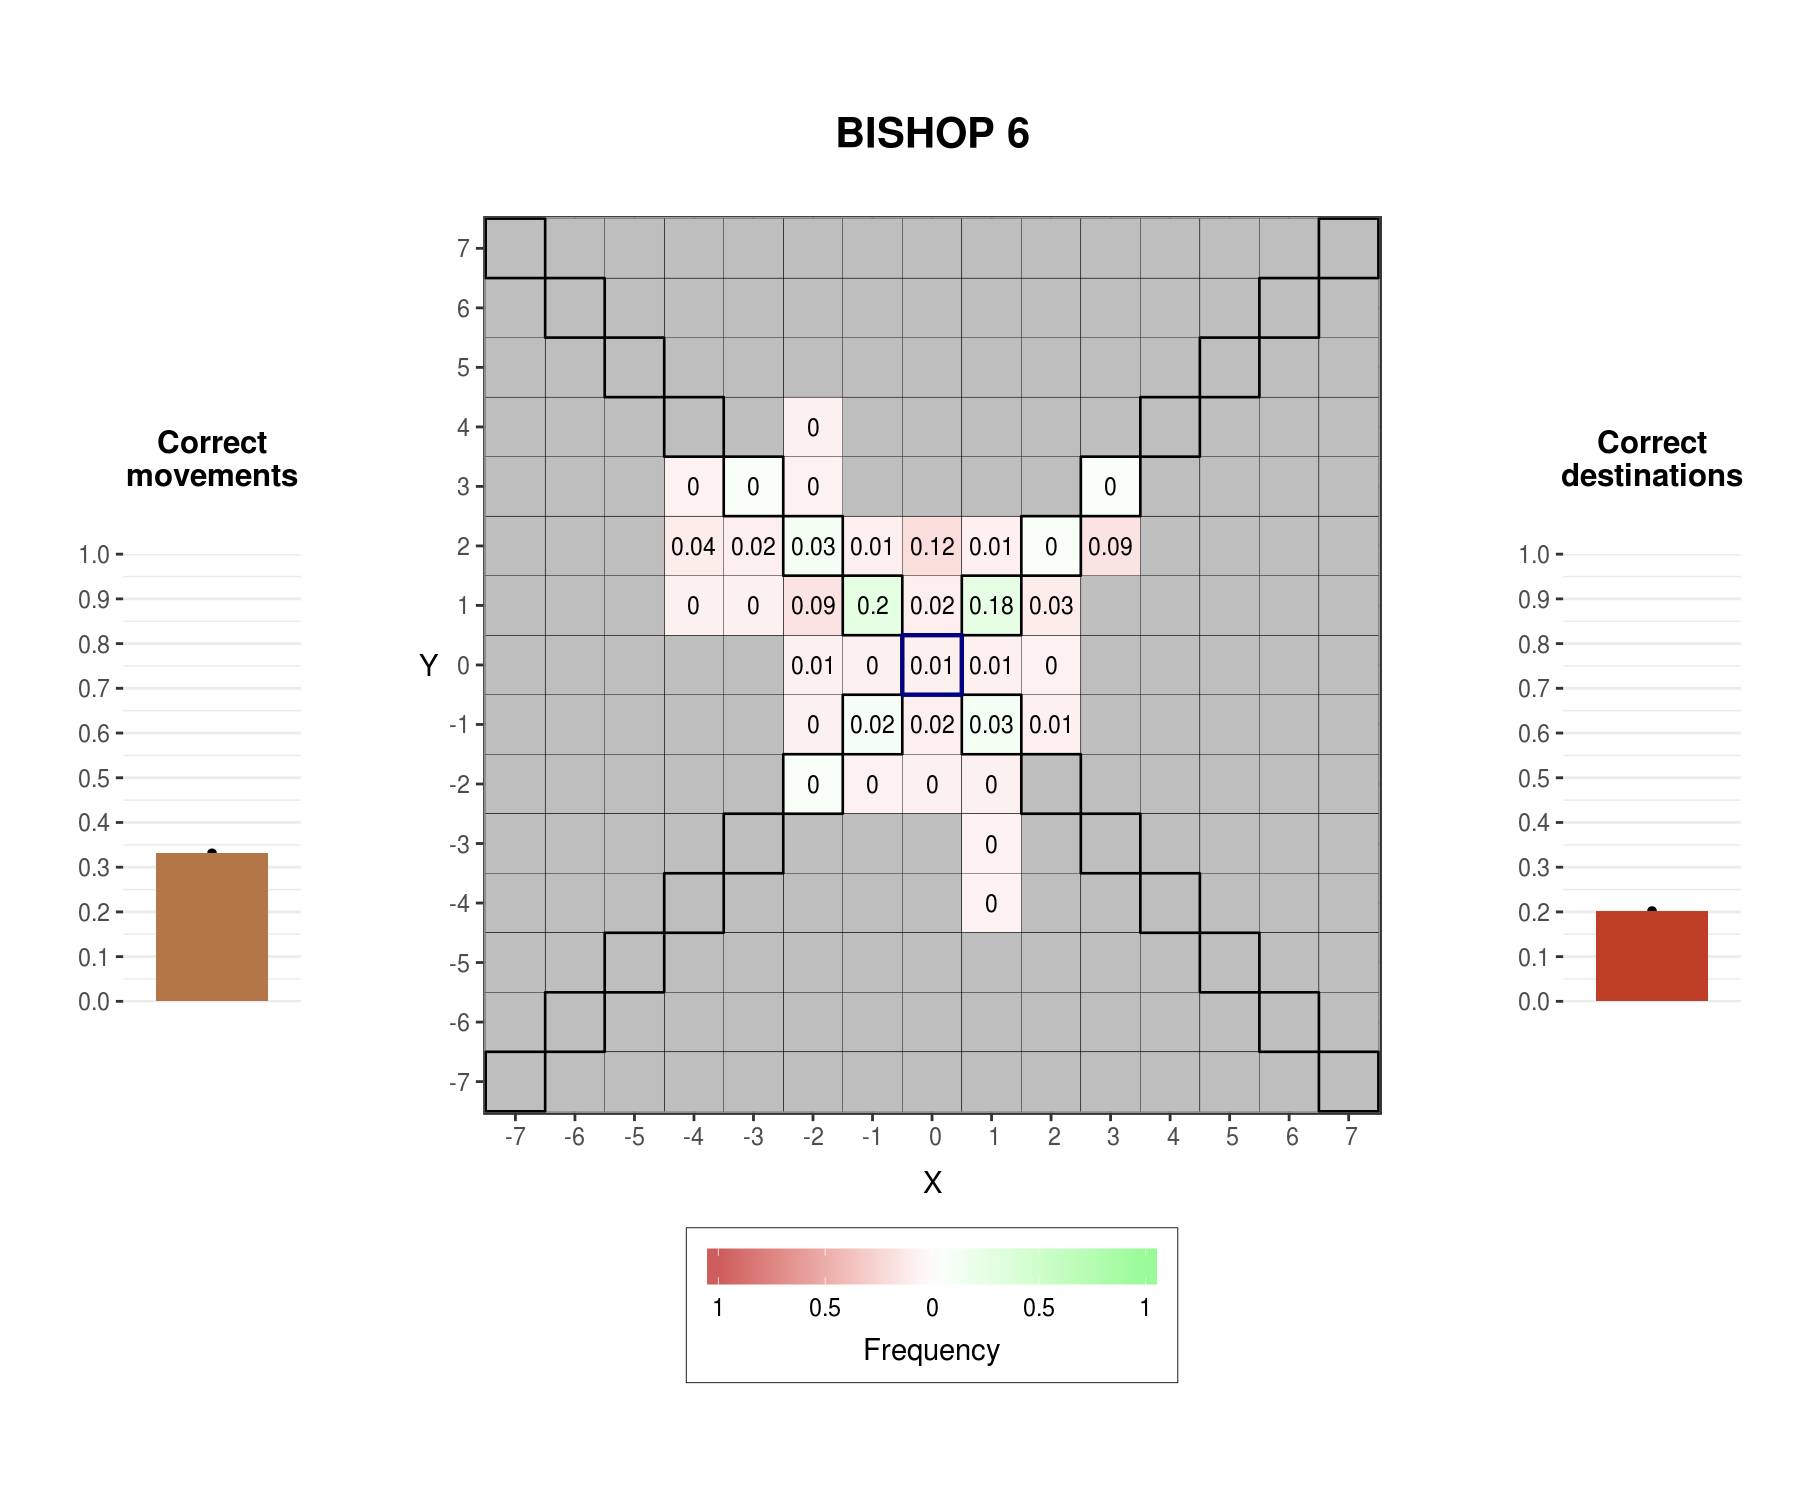 BISHOP 6
Correct
movements
1.0
0.9
0.8
0.7
0.6
0.5
0.4
0.3
0.2
0.1
0.0
Y
7
6
5
4 0
3 0 0 0 0
2 0.04 0.02 0.03 0.01 0.12 0.01 0 0.09
1 0 0 0.09 0.2 0.02 0.18 0.03
0 0.01 0 0.01 0.01 0
-1 0 0.02 0.02 0.03 0.01
-2 0 0 0 0
-3 0
-4 0
-5
-6
-7
-7 -6 -5 -4 -3 -2 -1 0 1 2 3 4 5 6 7
X
1 0.5 0 0.5 1
Frequency
Correct
destinations
1.0
0.9
0.8
0.7
0.6
0.5
0.4
0.3
0.2
0.1
0.0